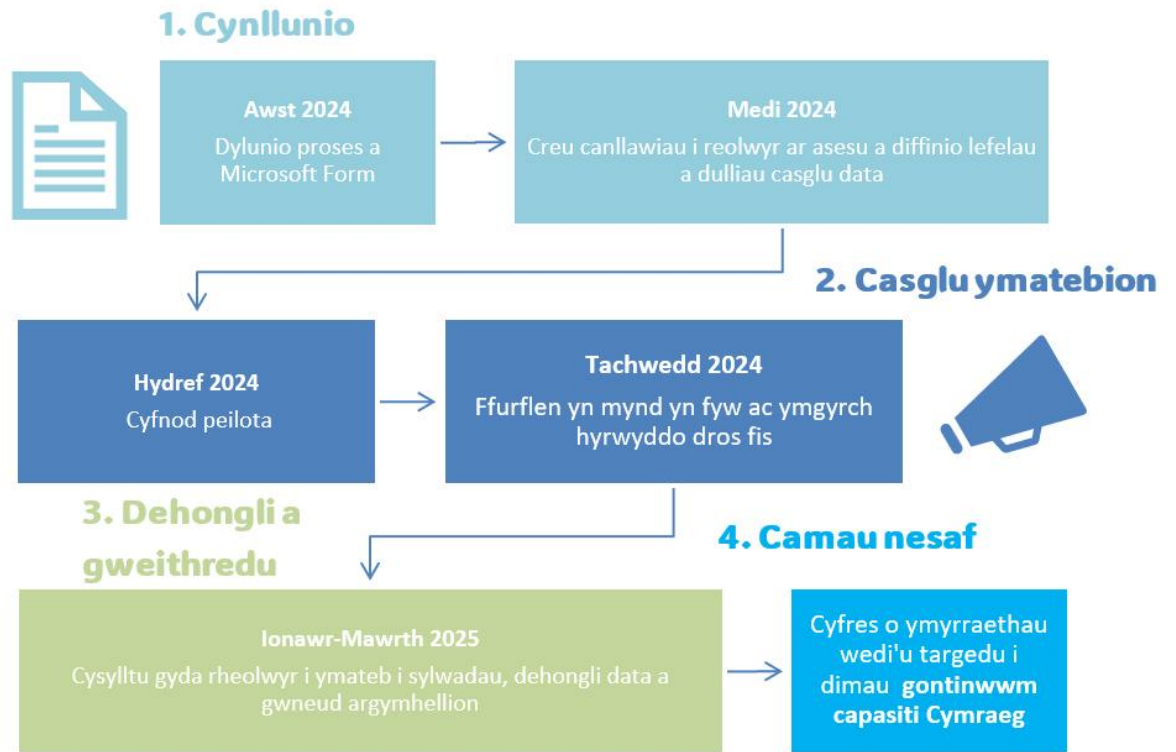 1. Cynllunio
Awst 2024
Dylunio proses a
Microsoft Form
Medi 2024
Creu canllawiau i reolwyr ar asesu a diffinio lefelau
a dulliau casglu data
2. Casglu ymatebion
Hydref 2024
Cyfnod peilota
Tachwedd 2024
Ffurflen yn mynd yn fyw ac ymgyrch
hyrwyddo dros fis
3. Dehongli a
gweithredu
Ionawr-Mawrth 2025
Cysylltu gyda rheolwyr i ymateb i sylwadau, dehongli data a
gwneud argymhellion
4. Camau nesaf
Cyfres o ymyrraethau
wedi'u targedu i
dimau gontinwwm
capasiti Cymraeg